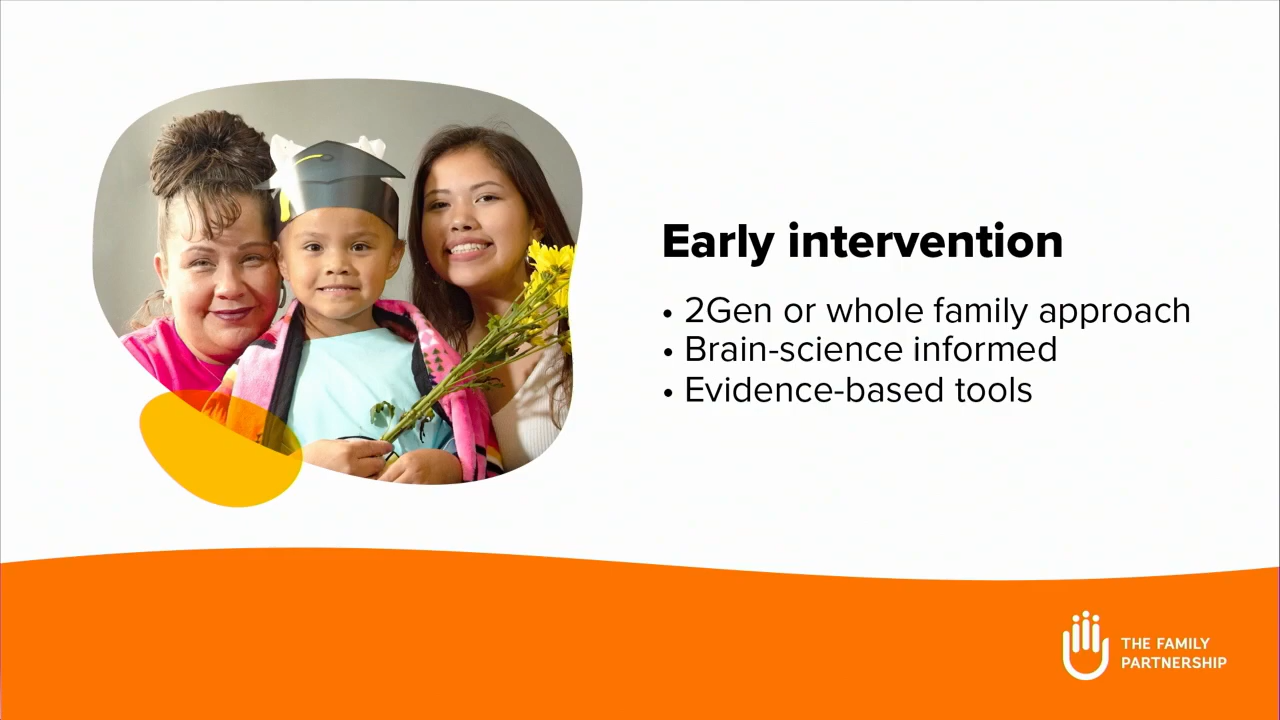 Early intervention
• 2Gen or whole family approach
• Brain-science informed
• Evidence-based tools
THE FAMILY
PARTNERSHIP